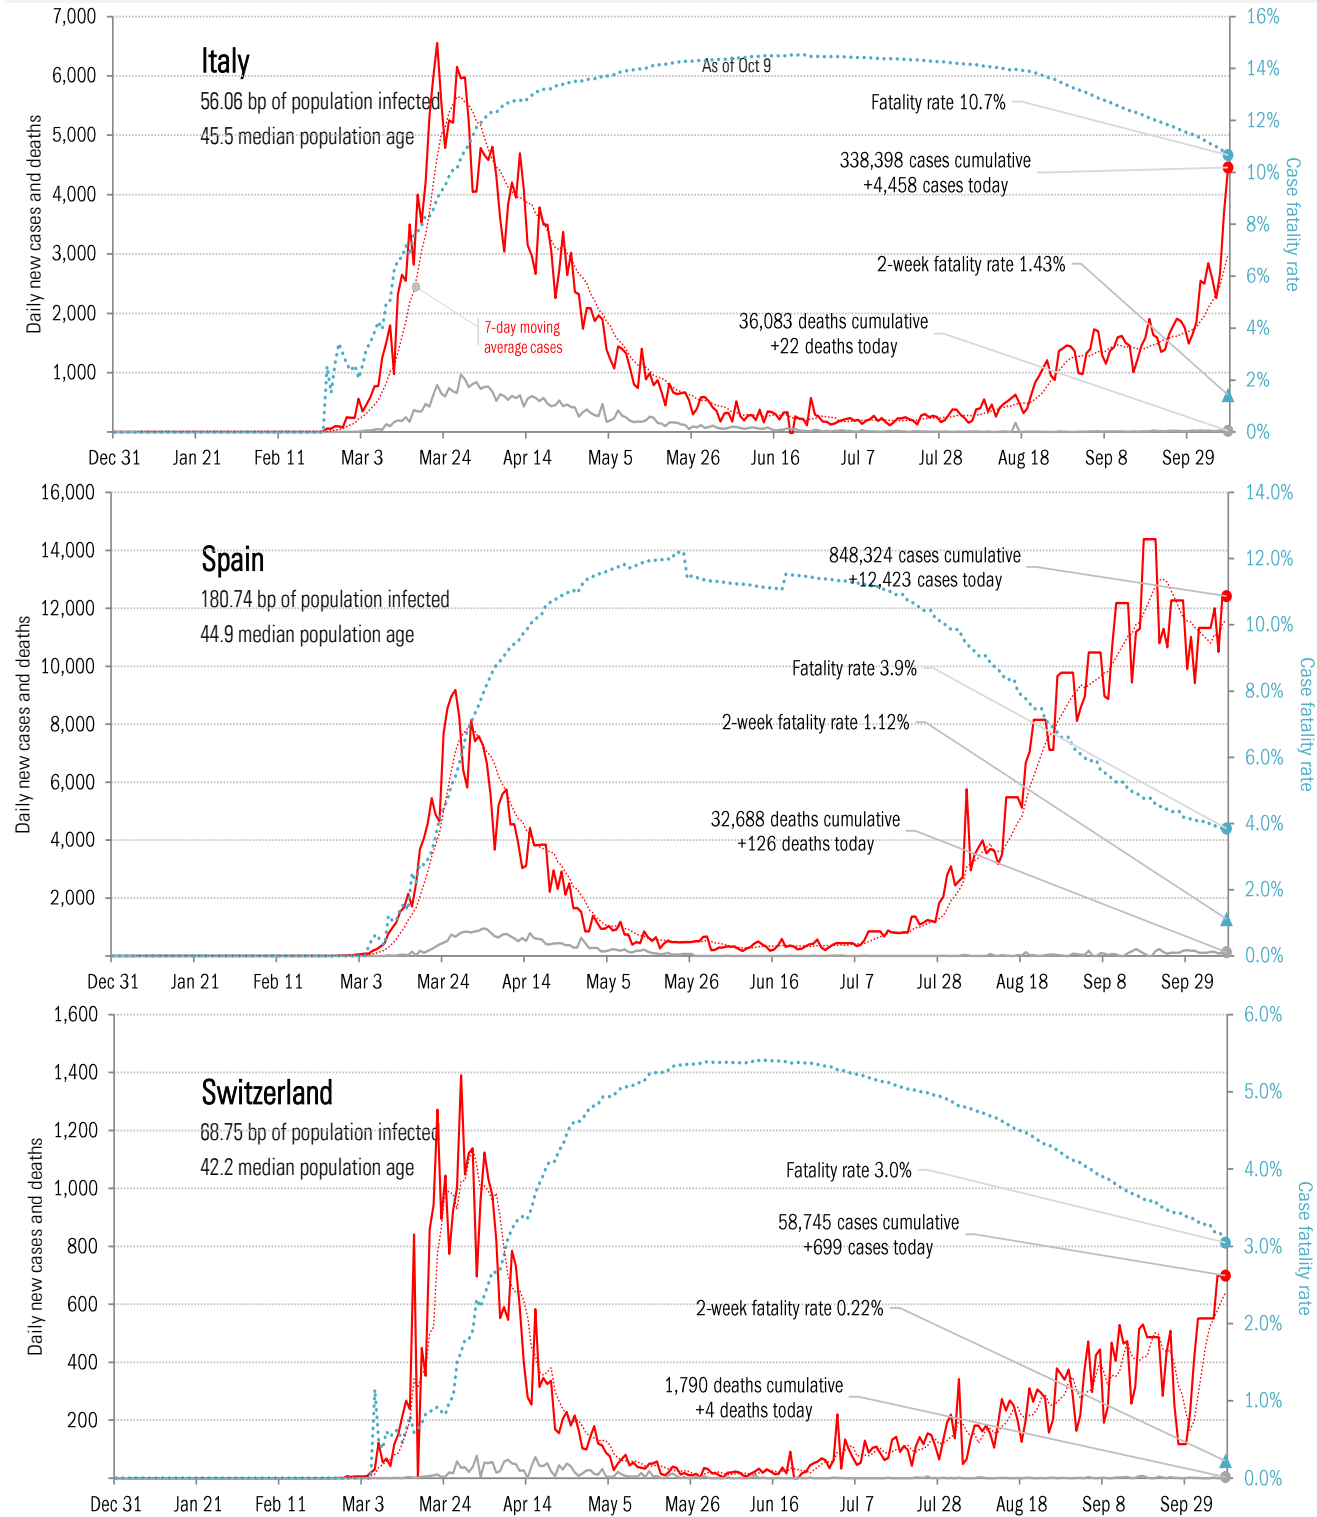 7,000
16%
Italy
As of Oct 9
6,000
14%
56.06 bp of population infected
Fatality rate 10.7%
45.5 median population age
5,000
12%
338,398 cases cumulative
+4,458 cases today
4,000
10%
8%
3,000
2-week fatality rate 1.43%
6%
2,000
36,083 deaths cumulative
+22 deaths today
7-day moving
average cases
4%
1,000
2%
0%
Daily new cases and deaths
Case fatality rate
Dec 31 Jan 21 Feb 11 Mar 3 Mar 24 Apr 14 May 5 May 26 Jun 16 Jul 7 Jul 28 Aug 18 Sep 8 Sep 29
16,000
14.0%
Spain
14,000
12.0%
848,324 cases cumulative
+12,423 cases today
180.74 bp of population infected
44.9 median population age
12,000
10.0%
10,000
Fatality rate 3.9%
8.0%
8,000
2-week fatality rate 1.12%
6,000
6.0%
32,688 deaths cumulative
+126 deaths today
4,000
4.0%
2,000
2.0%
0.0%
Daily new cases and deaths
Case fatality rate
Dec 31 Jan 21 Feb 11 Mar 3 Mar 24 Apr 14 May 5 May 26 Jun 16 Jul 7 Jul 28 Aug 18 Sep 8 Sep 29
1,600
6.0%
1,400
5.0%
Switzerland
68.75 bp of population infected
42.2 median population age
1,200
1,000
4.0%
Fatality rate 3.0%
58,745 cases cumulative
+699 cases today
800
3.0%
600
2-week fatality rate 0.22%
2.0%
400
1,790 deaths cumulative
+4 deaths today
200
1.0%
0.0%
Daily new cases and deaths
Case fatality rate
Dec 31 Jan 21 Feb 11 Mar 3 Mar 24 Apr 14 May 5 May 26 Jun 16 Jul 7 Jul 28 Aug 18 Sep 8 Sep 29